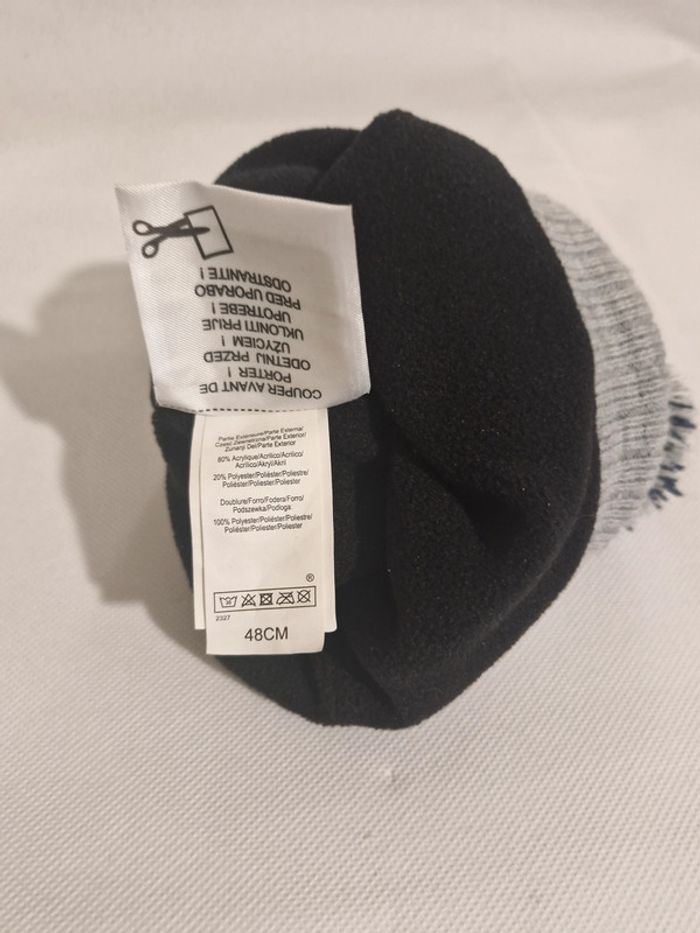 COUPER AVANT DE
PORTER !
ODETNIJ PRZED
UŻYCIEM !
UKLONITI PRIJE
UPOTREBE !
PRED UPORABO
ODSTRANITE !
Partie Extérieure/Parte Externa/
Część Zewnętrzna/Parte Exterior/
Zunanji Del/Parte Exterior
80% Acrylique/Acrilico/Acrílico/
Acrílico/Akryl/Akril
20% Polyester/Poliéster/Poliestre/
Poliéster/Poliester/Poliester
Doublure/Forro/Fodera/Forro/
Podszewka/Podloga:
100% Polyester/Poliéster/Poliestre/
Poliéster/Poliester/Poliester
®
30
2327
48CM